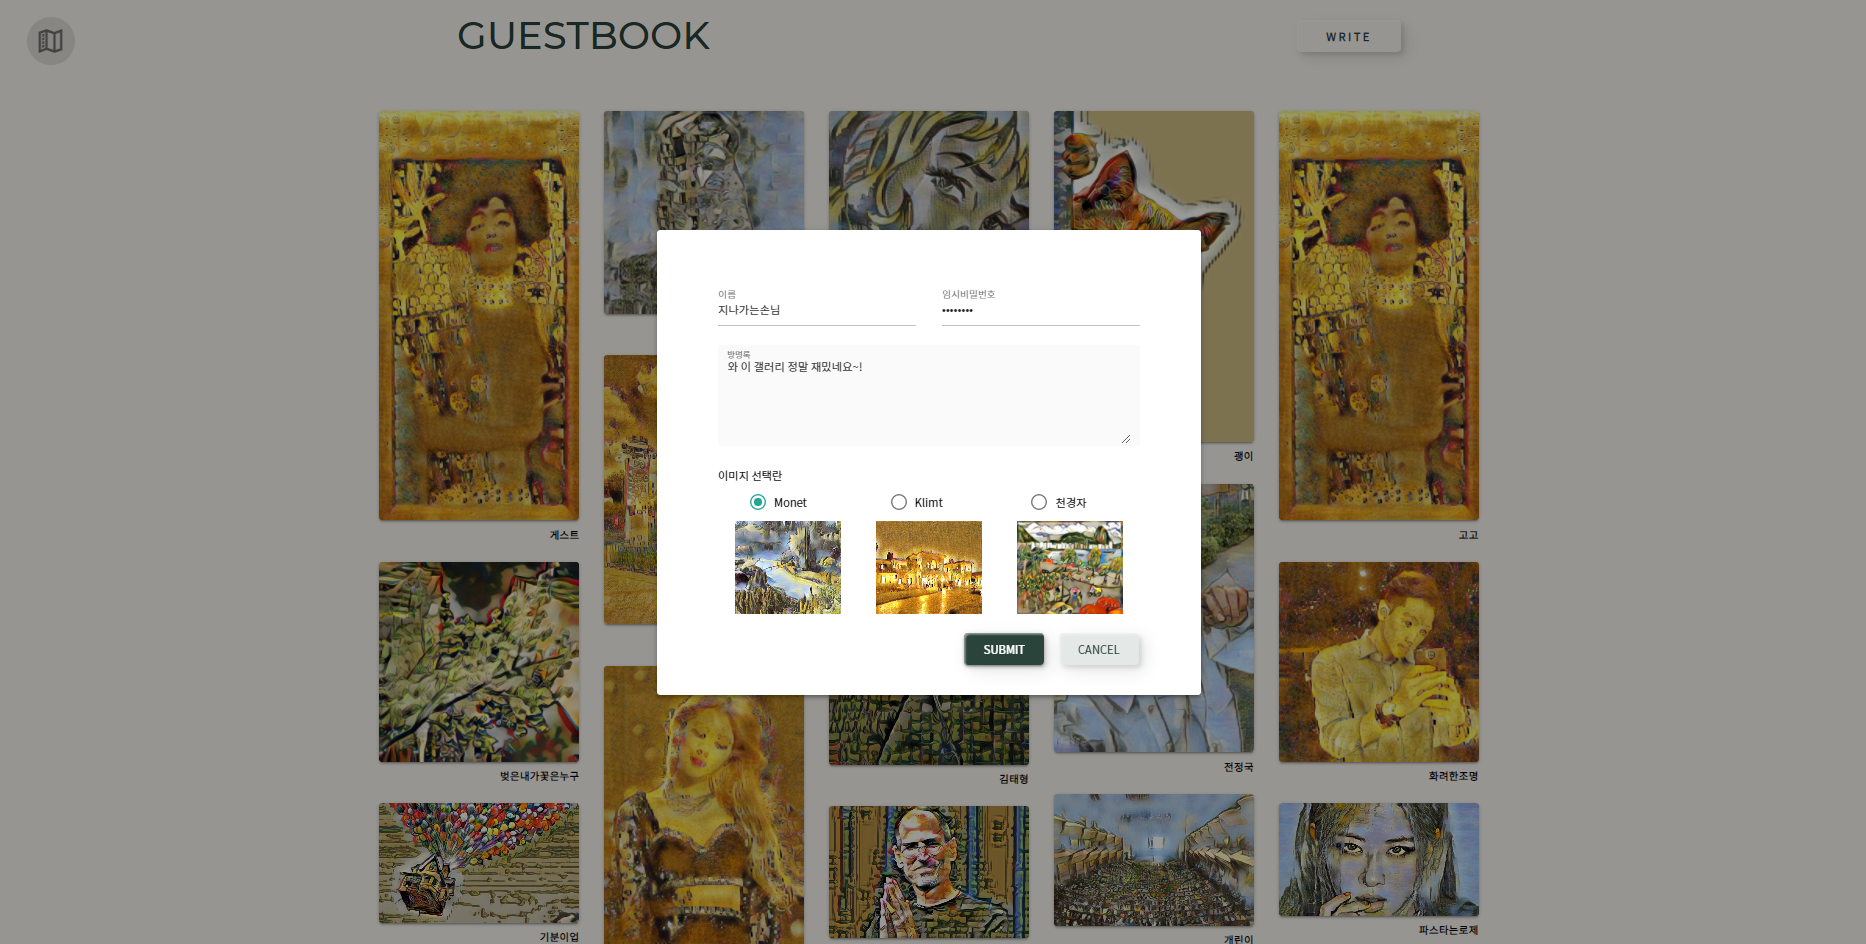 GUESTBOOK
WRITE
이름
지나가는손님
임시비밀번호
••••••••
방명록
와 이 갤러리 정말 재밌네요~!
이미지 선택란
Monet
Klimt
천경자
SUBMIT
CANCEL
괭이
게스트
고고
벚은내가꽃은누구
김태형
전정국
화려한조명
기분이업
개린이
파스타는로제